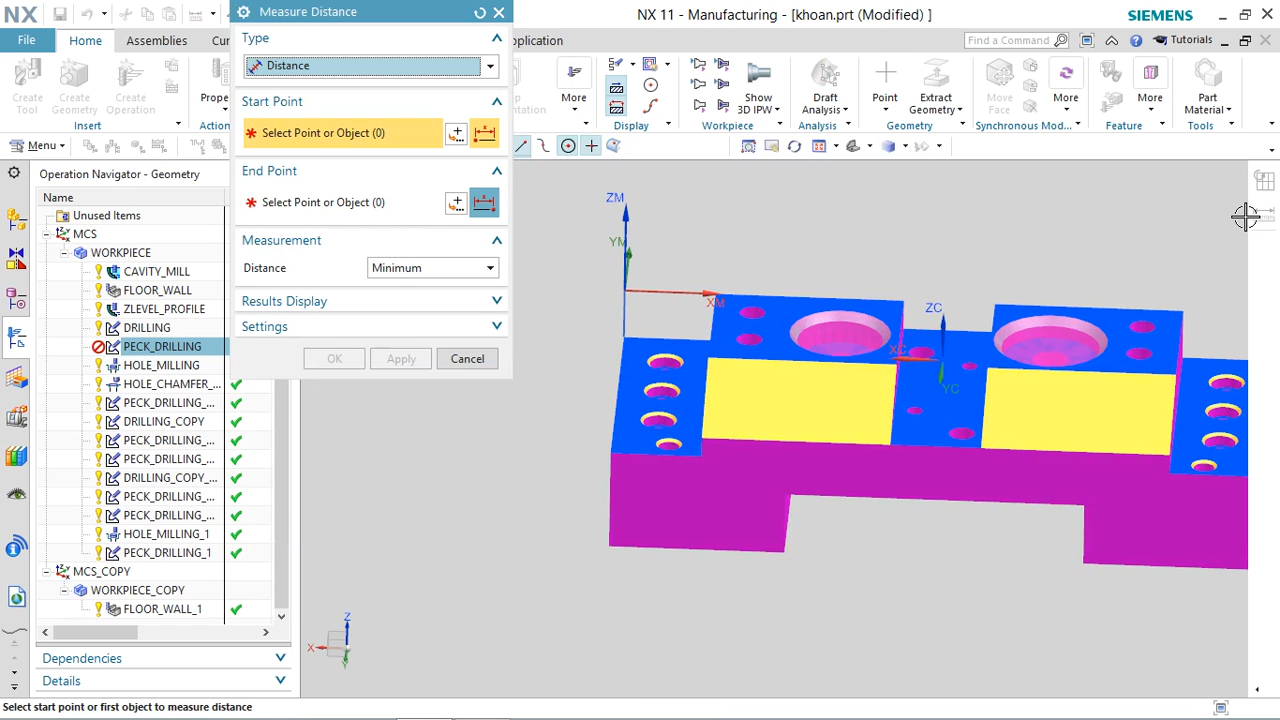 NX
Measure Distance
NX 11 - Manufacturing - [khoan.prt (Modified) ]
SIEMENS
File
Home
Assemblies
Cur
pplication
Find a Command
Tutorials
Create Tool
Create Geometry
Create Operation
Prope
More
Show 3D IPW
Draft Analysis
Point
Extract Geometry
Move Face
More
More
Part Material
Insert
Actio
Display
Workpiece
Analysis
Geometry
Synchronous Mod...
Feature
Tools
Menu
Type
Distance
Start Point
Select Point or Object (0)
End Point
Select Point or Object (0)
Measurement
Distance
Minimum
Results Display
Settings
OK
Apply
Cancel
Operation Navigator - Geometry
Name
Unused Items
MCS
WORKPIECE
CAVITY_MILL
FLOOR_WALL
ZLEVEL_PROFILE
DRILLING
PECK_DRILLING
HOLE_MILLING
HOLE_CHAMFER_...
PECK_DRILLING_...
DRILLING_COPY
PECK_DRILLING_...
PECK_DRILLING_...
DRILLING_COPY_...
PECK_DRILLING_...
PECK_DRILLING_...
HOLE_MILLING_1
PECK_DRILLING_1
MCS_COPY
WORKPIECE_COPY
FLOOR_WALL_1
Dependencies
Details
ZM
YM
XM
ZC
XC
YC
Z
X
Select start point or first object to measure distance